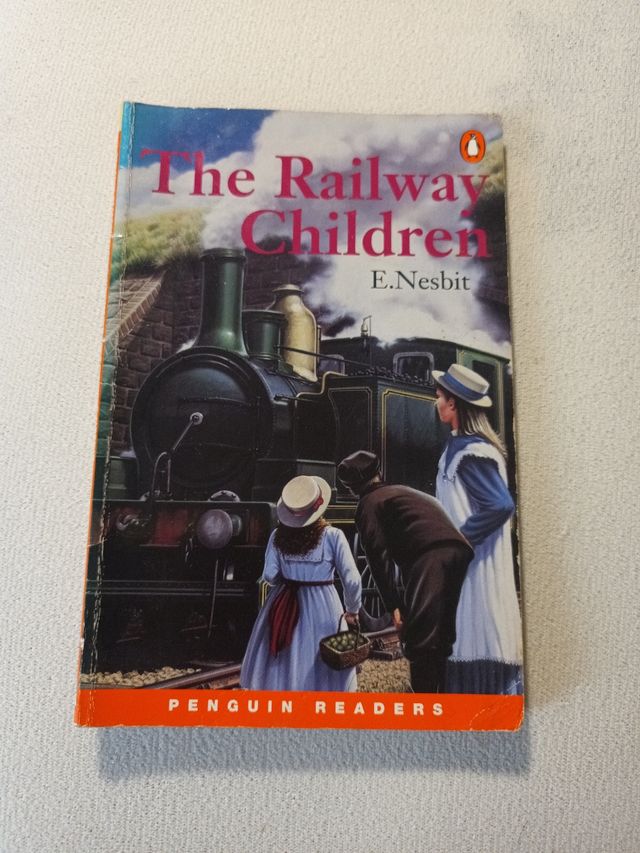 The Railway
Children
E.Nesbit
PENGUIN READERS